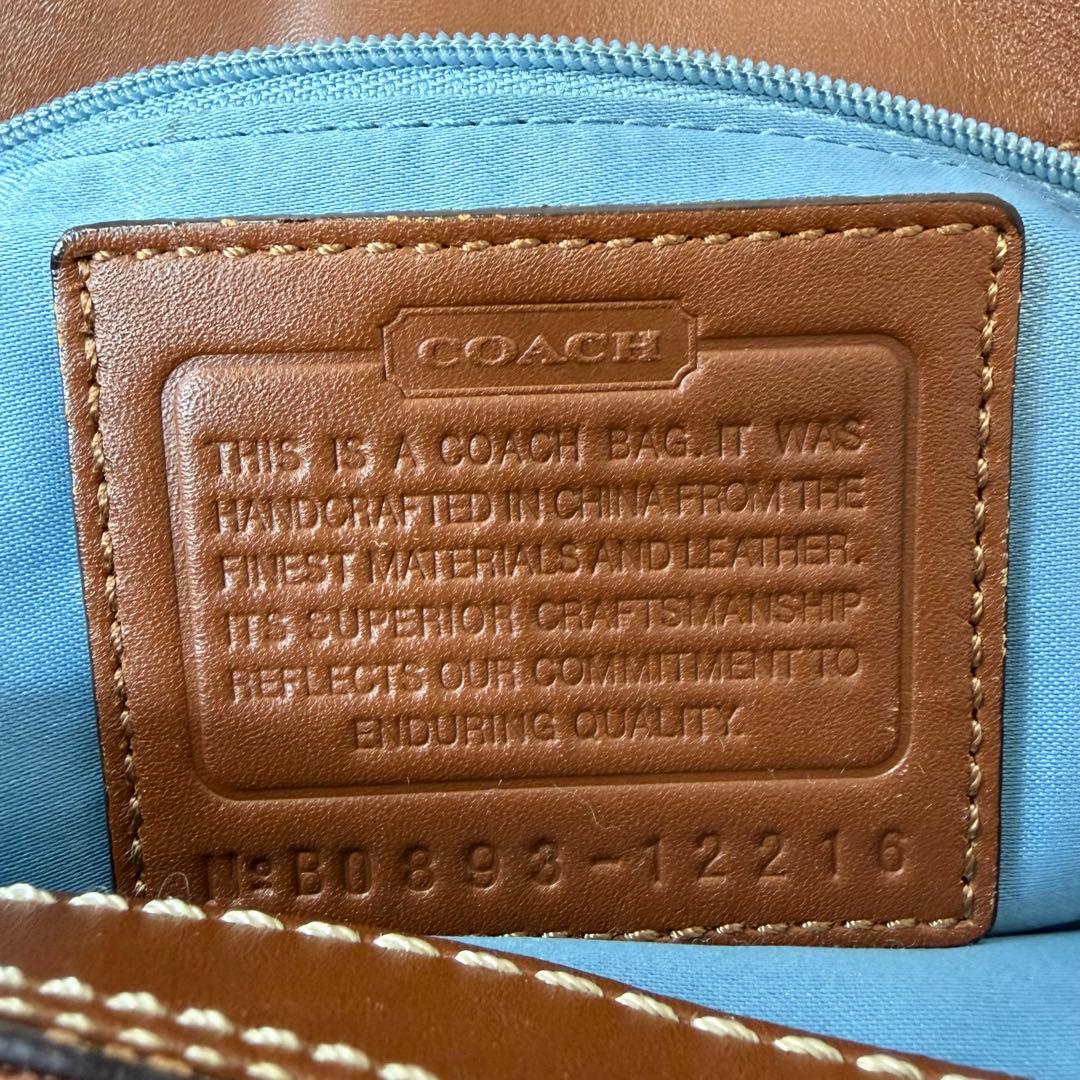 COACH
THIS IS A COACH BAG. IT WAS
HANDCRAFTED IN CHINA FROM THE
FINEST MATERIALS AND LEATHER.
ITS SUPERIOR CRAFTSMANSHIP
REFLECTS OUR COMMITMENT TO
ENDURING QUALITY.
Nº B0893-12216